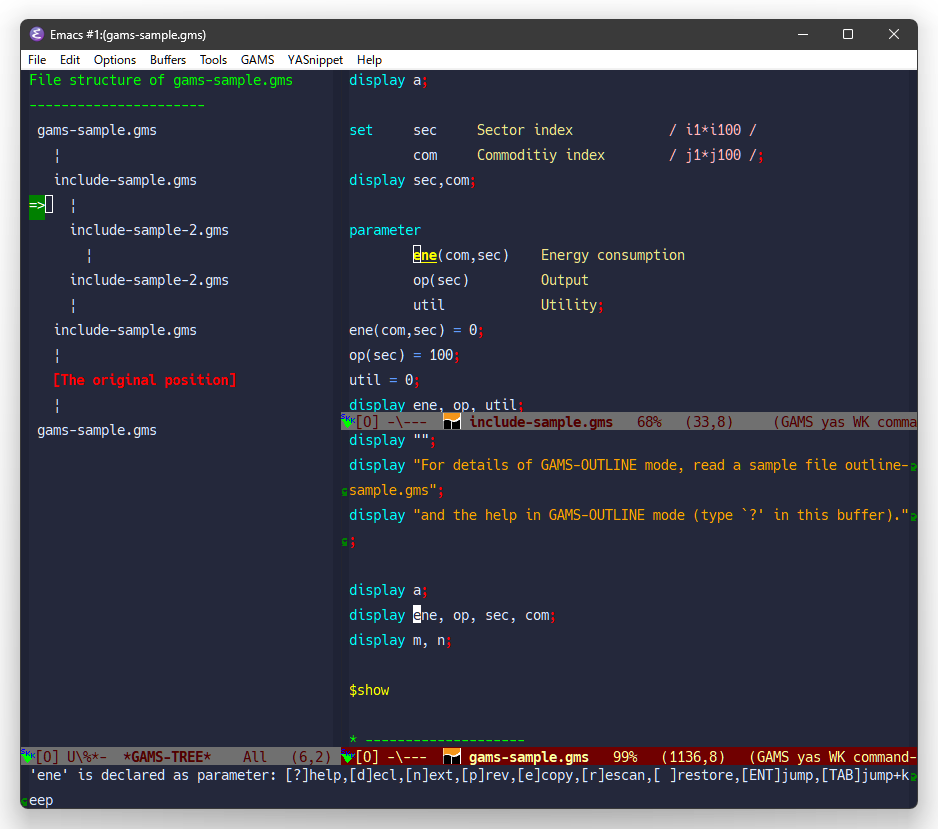 Emacs #1:(gams-sample.gms)
File Edit Options Buffers Tools GAMS YASnippet Help
File structure of gams-sample.gms
----------------------
gams-sample.gms
¦
include-sample.gms
=> ¦
include-sample-2.gms
¦
include-sample-2.gms
¦
include-sample.gms
¦
[The original position]
¦
gams-sample.gms
[O] U\%*- *GAMS-TREE* All (6,2)
display a;
set sec Sector index / i1*i100 /
com Commoditiy index / j1*j100 /;
display sec,com;
parameter
ene(com,sec) Energy consumption
op(sec) Output
util Utility;
ene(com,sec) = 0;
op(sec) = 100;
util = 0;
display ene, op, util;
[O] -\--- include-sample.gms 68% (33,8) (GAMS yas WK comma
display "";
display "For details of GAMS-OUTLINE mode, read a sample file outline-
sample.gms";
display "and the help in GAMS-OUTLINE mode (type `?' in this buffer)."
;
display a;
display ene, op, sec, com;
display m, n;
$show
* --------------------
[O] -\--- gams-sample.gms 99% (1136,8) (GAMS yas WK command-
'ene' is declared as parameter: [?]help,[d]ecl,[n]ext,[p]rev,[e]copy,[r]escan,[ ]restore,[ENT]jump,[TAB]jump+k
eep